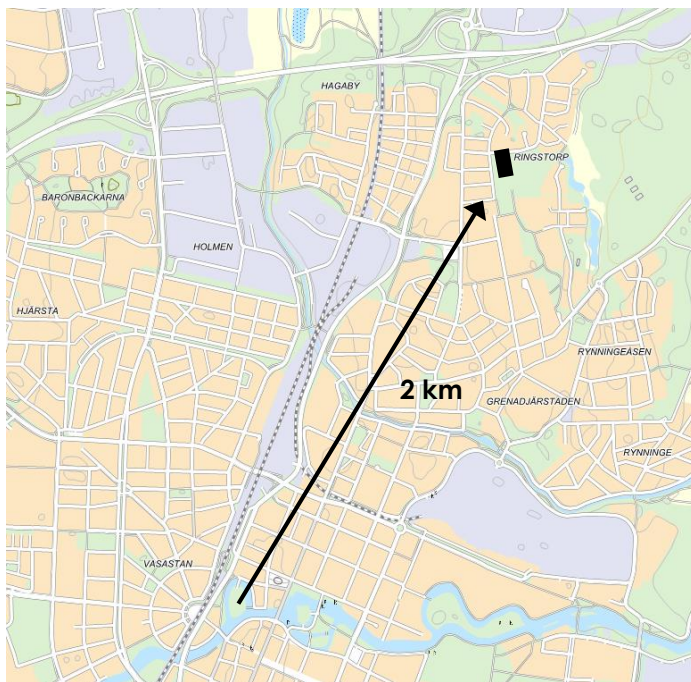 HAGABY
RINGSTORP
BARONBACKARNA
HOLMEN
HJÄRSTA
RYNNINGEÅSEN
2 km
GRENADJÄRSTADEN
RYNNINGE
VASASTAN